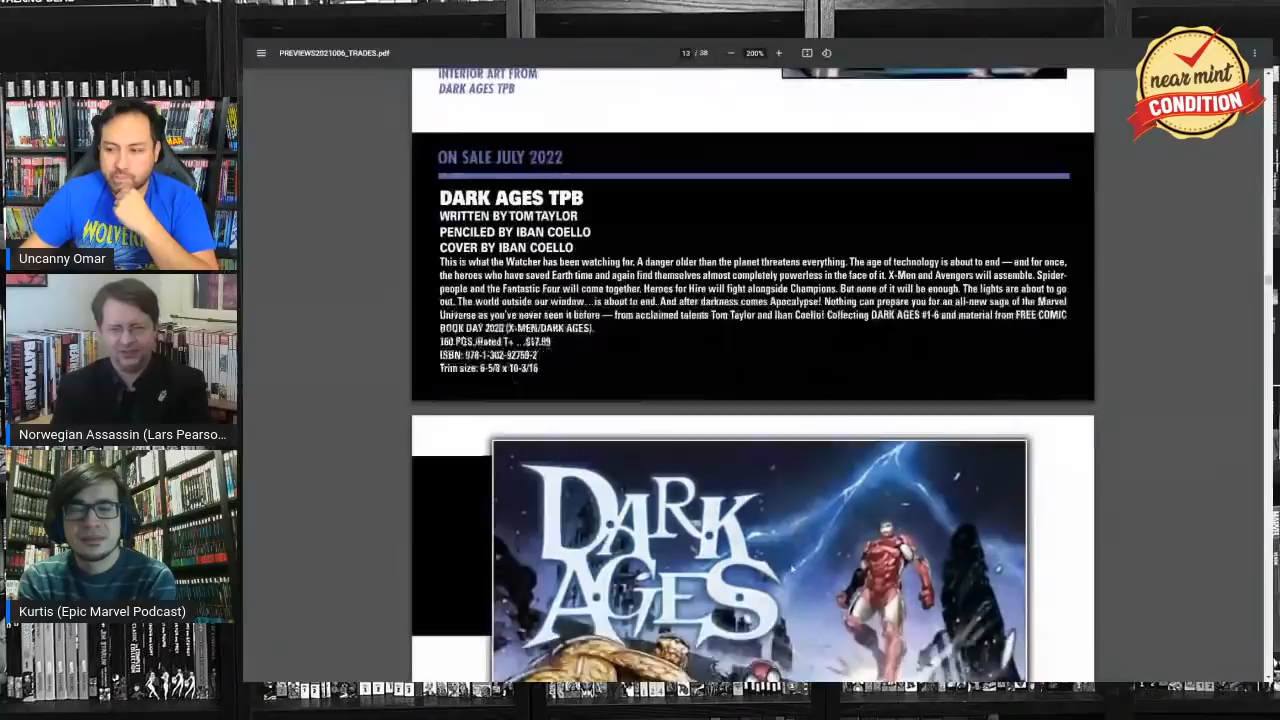 PREVIEWS2021006_TRADES.pdf
13 / 38
200%
near mint
CONDITION
INTERIOR ART FROM
DARK AGES TPB
ON SALE JULY 2022
DARK AGES TPB
WRITTEN BY TOM TAYLOR
PENCILED BY IBAN COELLO
COVER BY IBAN COELLO
This is what the Watcher has been watching for. A danger older than the planet threatens everything. The age of technology is about to end — and for once,
the heroes who have saved Earth time and again find themselves almost completely powerless in the face of it. X-Men and Avengers will assemble. Spider-
people and the Fantastic Four will come together. Heroes for Hire will fight alongside Champions. But none of it will be enough. The lights are about to go
out. The world outside our window...is about to end. And after darkness comes Apocalypse! Nothing can prepare you for an all-new saga of the Marvel
Universe as you've never seen it before — from acclaimed talents Tom Taylor and Iban Coello! Collecting DARK AGES #1-6 and material from FREE COMIC
BOOK DAY (X-MEN/DARK AGES).
160 PGS./Rated T+ ...$17.99
ISBN: 978-1-302-92759-2
Trim size: 6-5/8 x 10-3/16
DARK
AGES
WOLVERI
Uncanny Omar
BATMAN
Norwegian Assassin (Lars Pearso...
Kurtis (Epic Marvel Podcast)